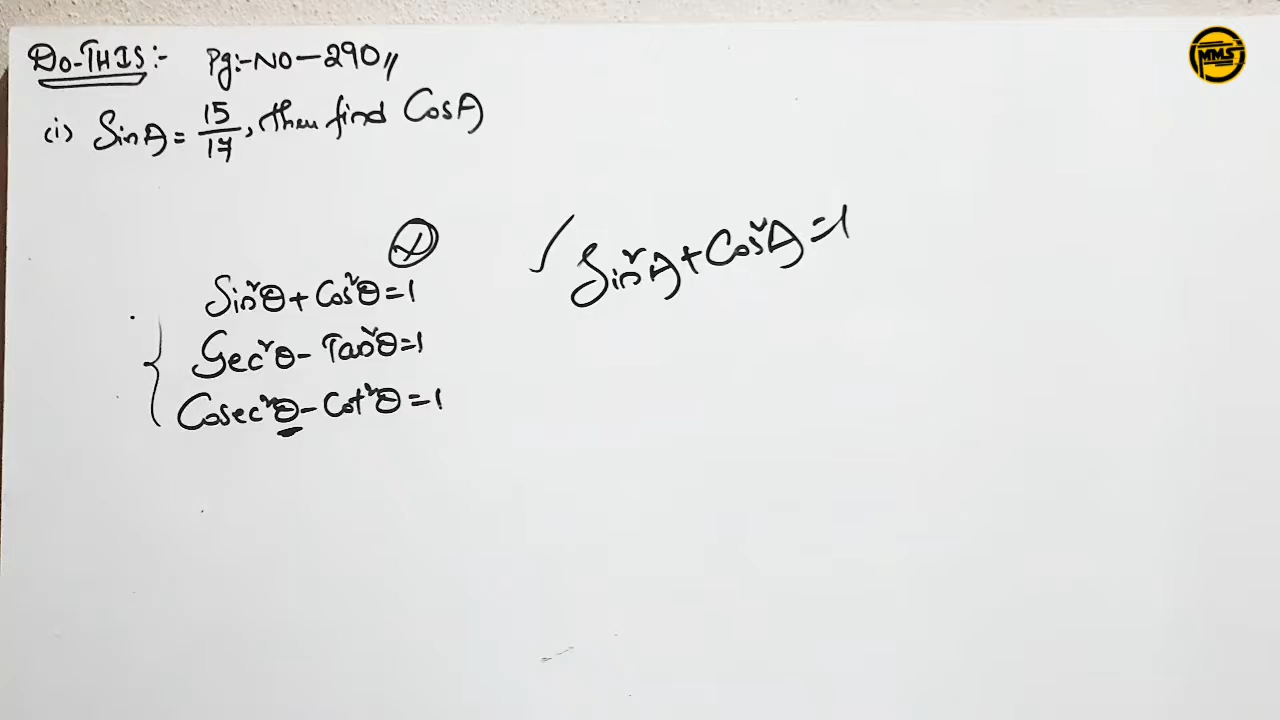 DO-THIS:- Pg:-NO-290//
(i) SinA = 15/17, then find CosA
Sin²θ + Cos²θ = 1
Sec²θ - Tan²θ = 1
Cosec²θ - Cot²θ = 1
Sin²A + Cos²A = 1
MMS